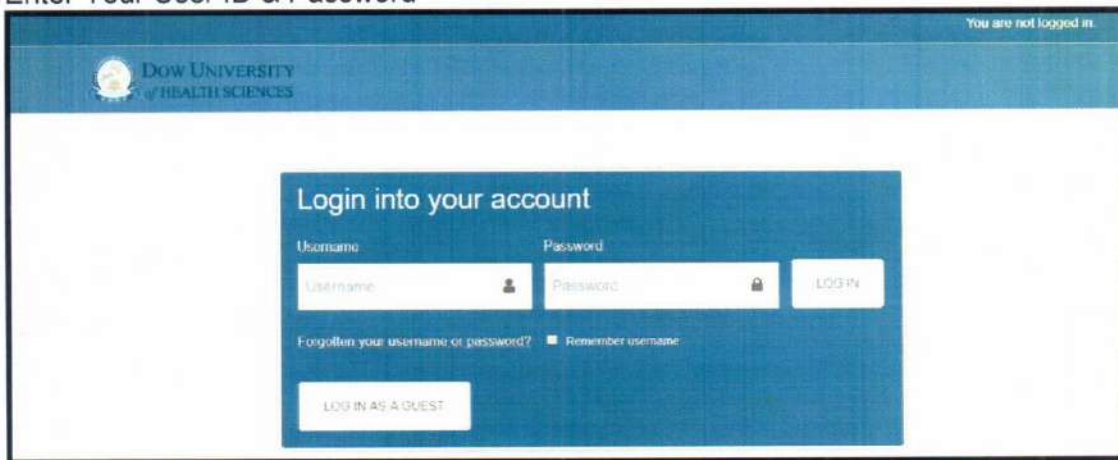 Enter Your User ID & Password
You are not logged in.
DOW UNIVERSITY
of HEALTH SCIENCES
Login into your account
Username Password
Username Password LOG IN
Forgotten your username or password? Remember username
LOG IN AS A GUEST